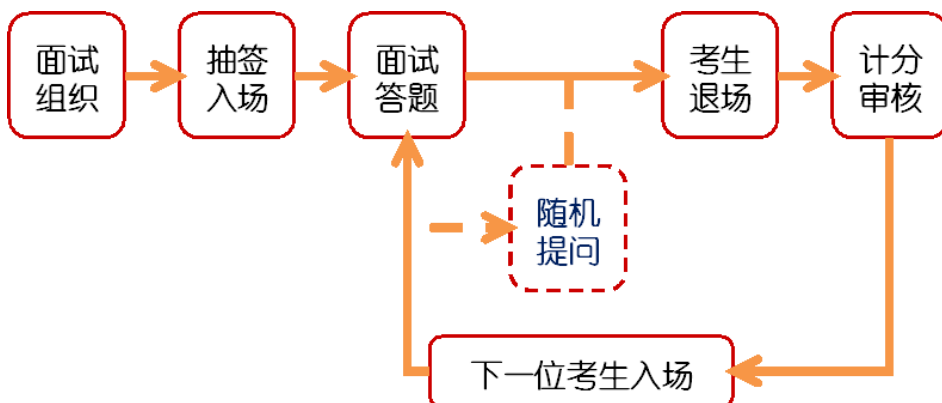 面试
组织
抽签
入场
面试
答题
考生
退场
计分
审核
随机
提问
下一位考生入场